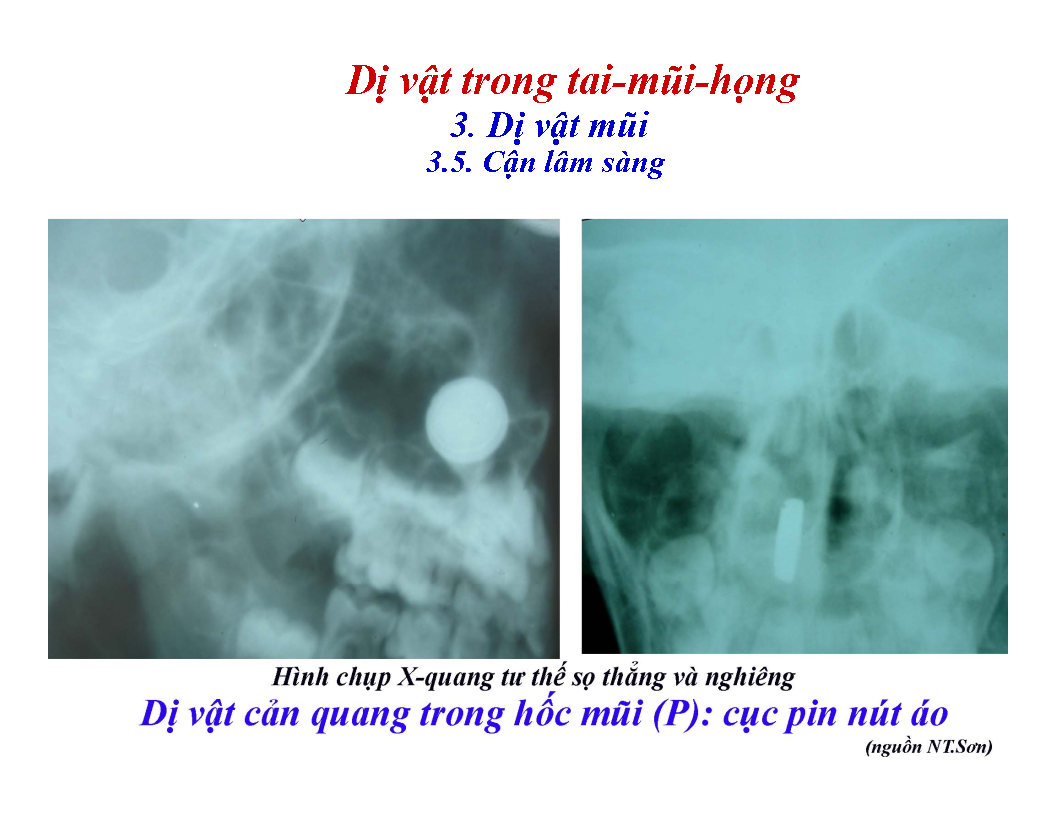 Dị vật trong tai-mũi-họng
3. Dị vật mũi
3.5. Cận lâm sàng
Hình chụp X-quang tư thế sọ thẳng và nghiêng
Dị vật cản quang trong hốc mũi (P): cục pin nút áo
(nguồn NT.Sơn)